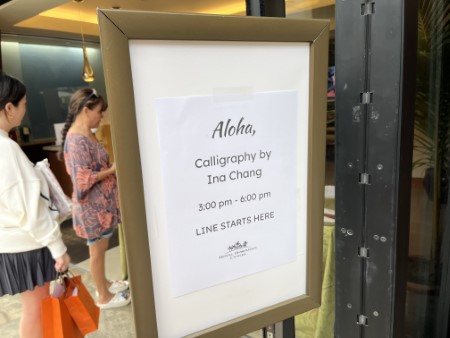 Aloha,
Calligraphy by
Ina Chang
3:00 pm - 6:00 pm
LINE STARTS HERE